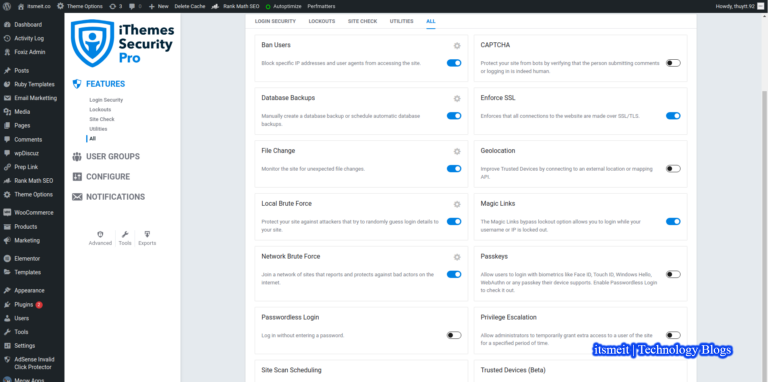 itsmeit.co
Theme Options
3
0
New
Delete Cache
Rank Math SEO
Autoptimize
Perfmatters
Howdy, thuytt 92
Dashboard
Activity Log
Foxiz Admin
Posts
Ruby Templates
Email Marketing
Media
Pages
Comments
wpDiscuz
Prep Link
Rank Math SEO
Theme Options
WooCommerce
Products
Marketing
Elementor
Templates
Appearance
Plugins
Users
Tools
Settings
AdSense Invalid
Click Protector
Meow Apps
iThemes
Security
Pro
FEATURES
Login Security
Lockouts
Site Check
Utilities
All
USER GROUPS
CONFIGURE
NOTIFICATIONS
Advanced
Tools
Exports
LOGIN SECURITY
LOCKOUTS
SITE CHECK
UTILITIES
ALL
Ban Users
Block specific IP addresses and user agents from accessing the site.
CAPTCHA
Protect your site from bots by verifying that the person submitting comments
or logging in is indeed human.
Database Backups
Manually create a database backup or schedule automatic database
backups.
Enforce SSL
Enforces that all connections to the website are made over SSL/TLS.
File Change
Monitor the site for unexpected file changes.
Geolocation
Improve Trusted Devices by connecting to an external location or mapping
API.
Local Brute Force
Protect your site against attackers that try to randomly guess login details to
your site.
Magic Links
The Magic Links bypass lockout option allows you to login while your
username or IP is locked out.
Network Brute Force
Join a network of sites that reports and protects against bad actors on the
internet.
Passkeys
Allow users to login with biometrics like Face ID, Touch ID, Windows Hello,
WebAuthn or any passkey their device supports. Enable Passwordless Login
to check it out.
Passwordless Login
Log in without entering a password.
Privilege Escalation
Allow administrators to temporarily grant extra access to a user of the site
for a specified period of time.
Site Scan Scheduling
Trusted Devices (Beta)
itsmeit | Technology Blogs